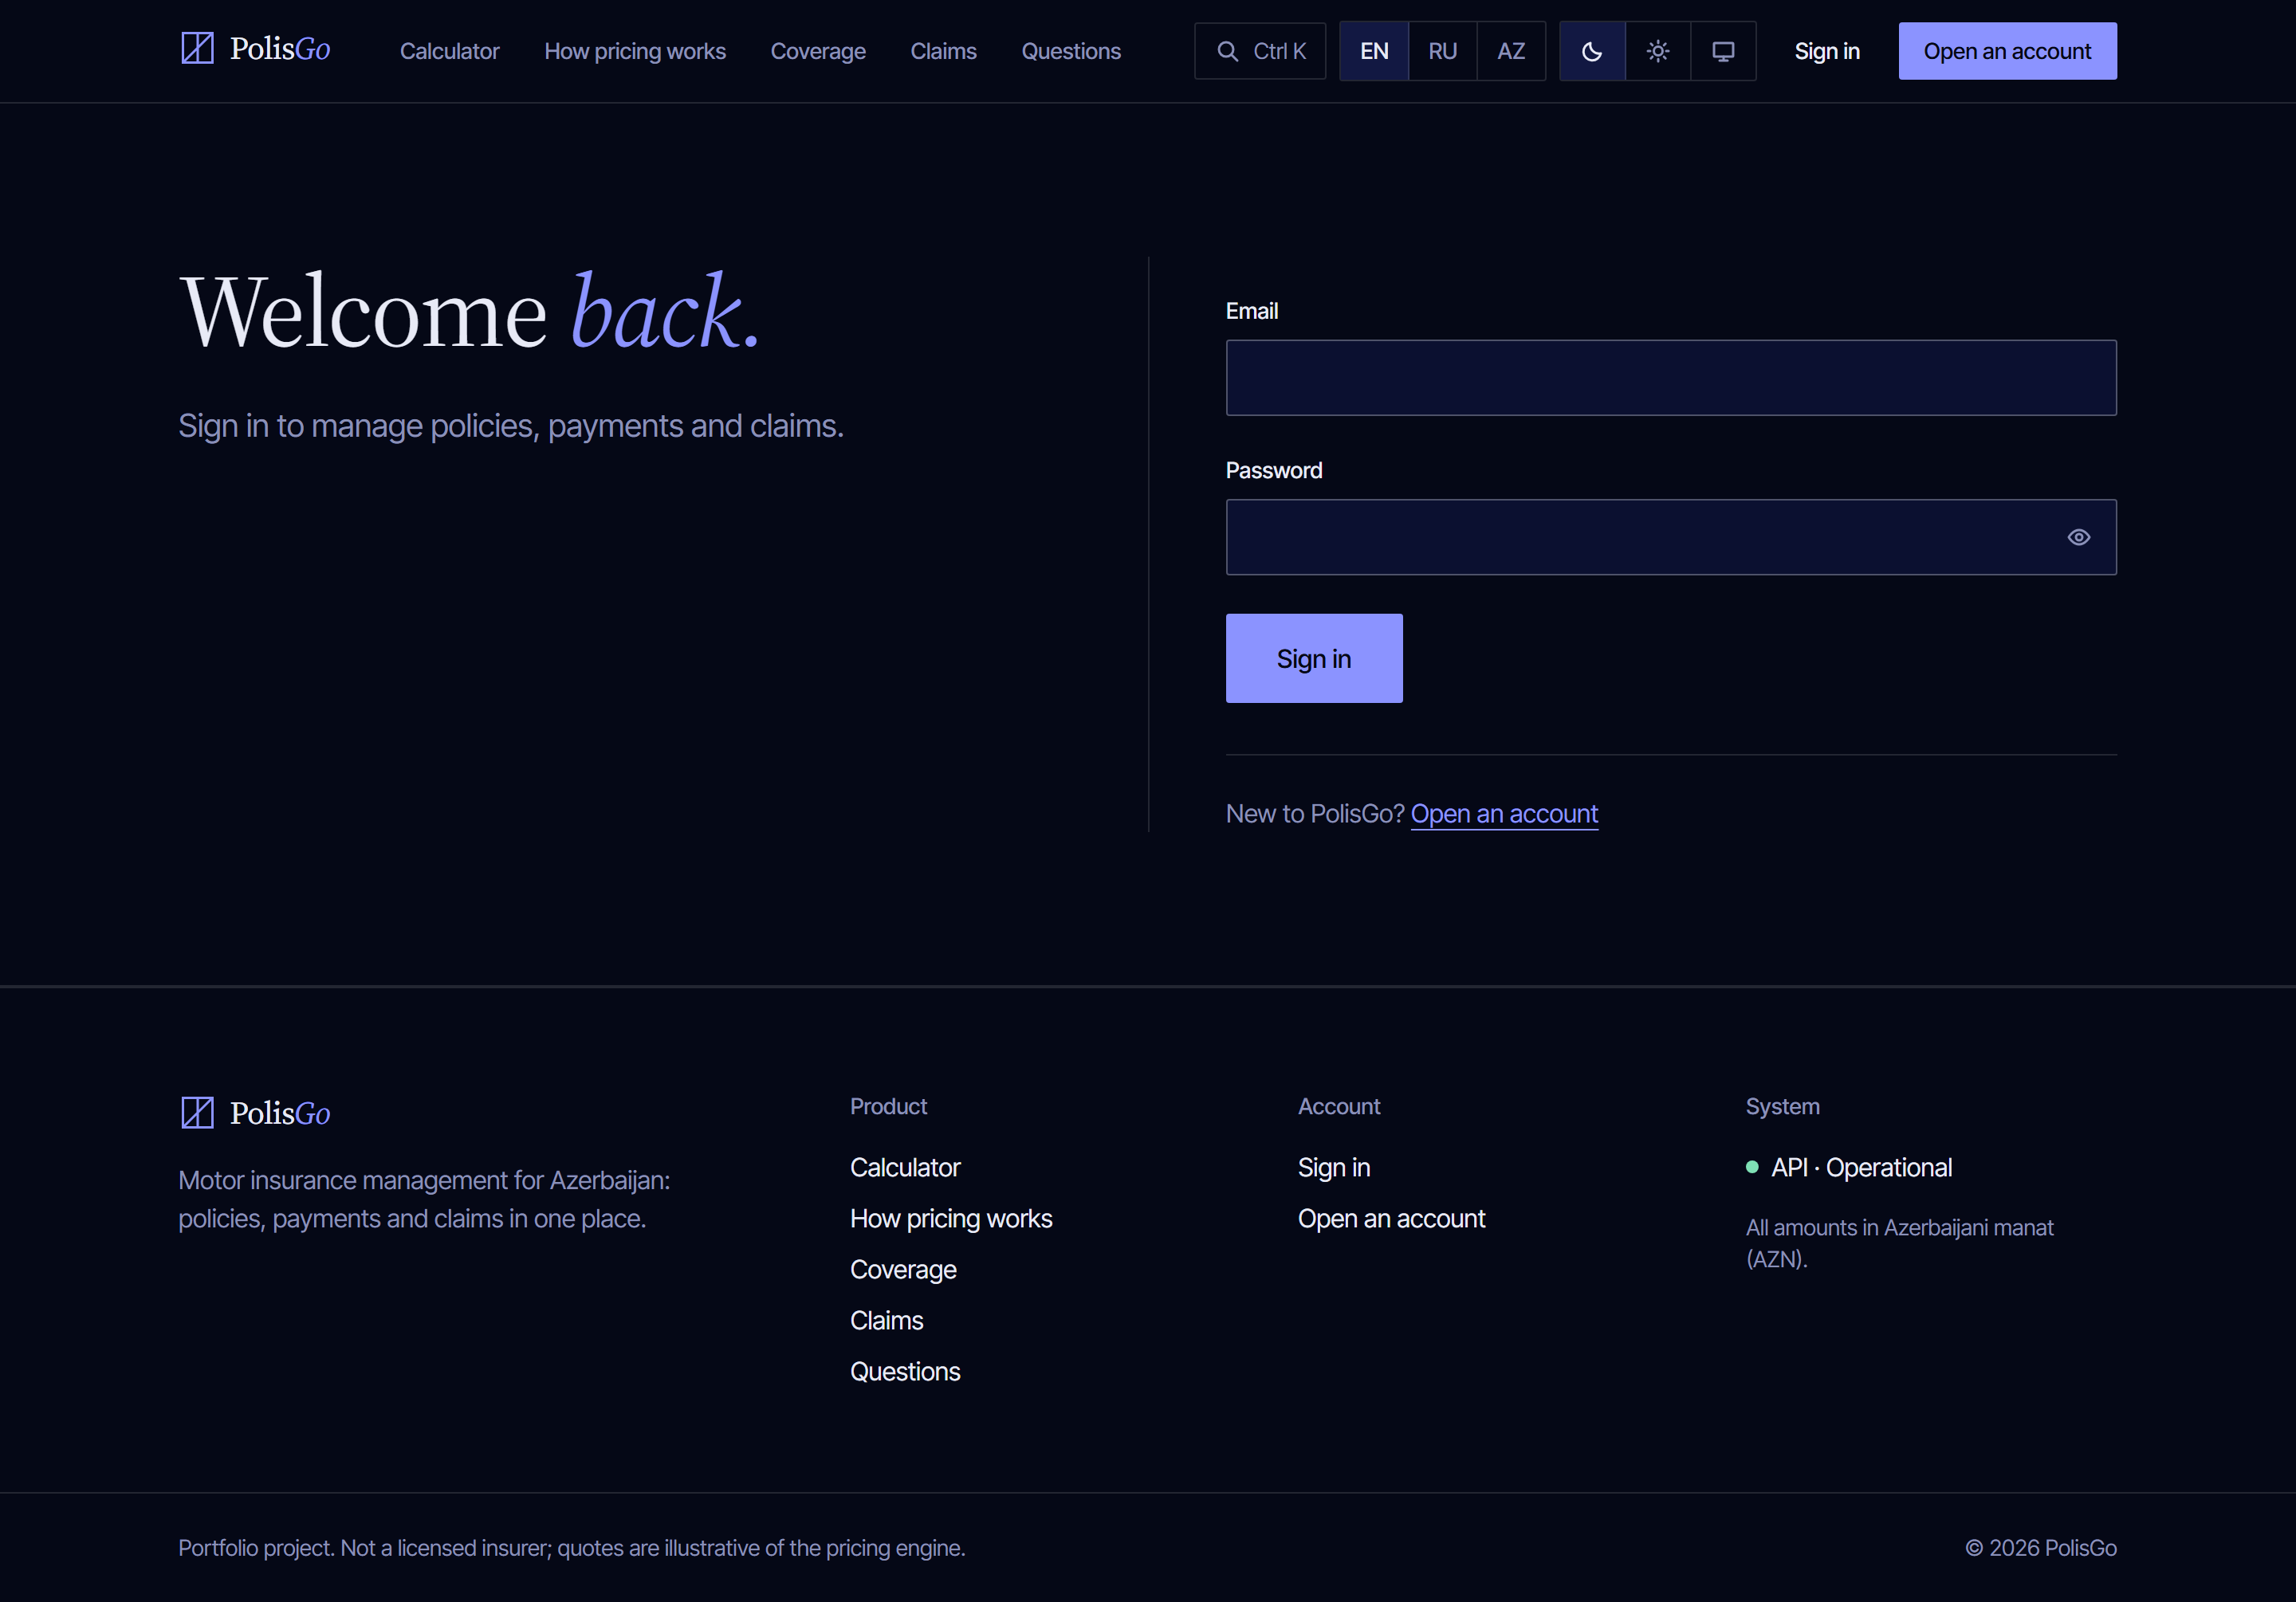 PolisGo
Calculator
How pricing works
Coverage
Claims
Questions
Ctrl K
EN
RU
AZ
Sign in
Open an account
Welcome back.
Sign in to manage policies, payments and claims.
Email
Password
Sign in
New to PolisGo? Open an account
PolisGo
Motor insurance management for Azerbaijan:
policies, payments and claims in one place.
Product
Calculator
How pricing works
Coverage
Claims
Questions
Account
Sign in
Open an account
System
API · Operational
All amounts in Azerbaijani manat
(AZN).
Portfolio project. Not a licensed insurer; quotes are illustrative of the pricing engine.
© 2026 PolisGo